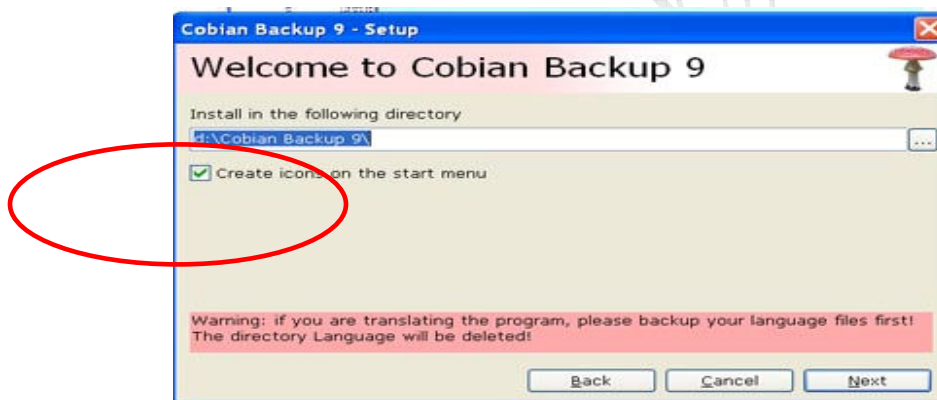 Cobian Backup 9 - Setup
Welcome to Cobian Backup 9
Install in the following directory
d:\Cobian Backup 9\
...
Create icons on the start menu
Warning: if you are translating the program, please backup your language files first!
The directory Language will be deleted!
Back Cancel Next